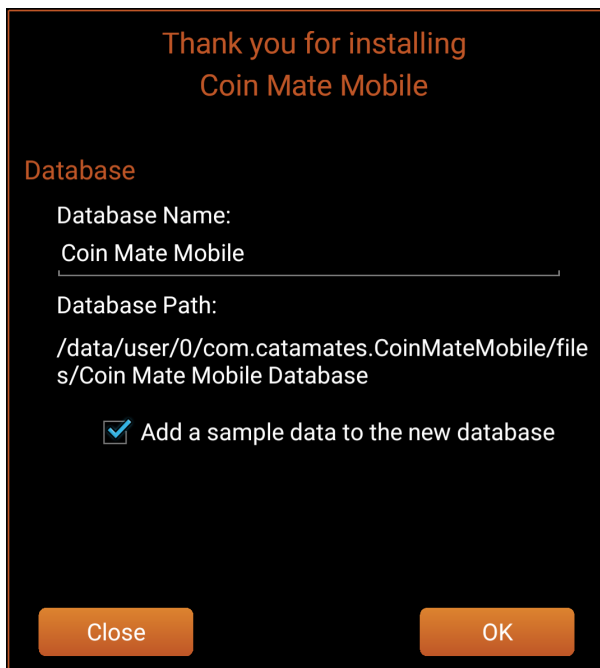 Thank you for installing
Coin Mate Mobile
Database
Database Name:
Coin Mate Mobile
Database Path:
/data/user/0/com.catamates.CoinMateMobile/file
s/Coin Mate Mobile Database
Add a sample data to the new database
Close
OK